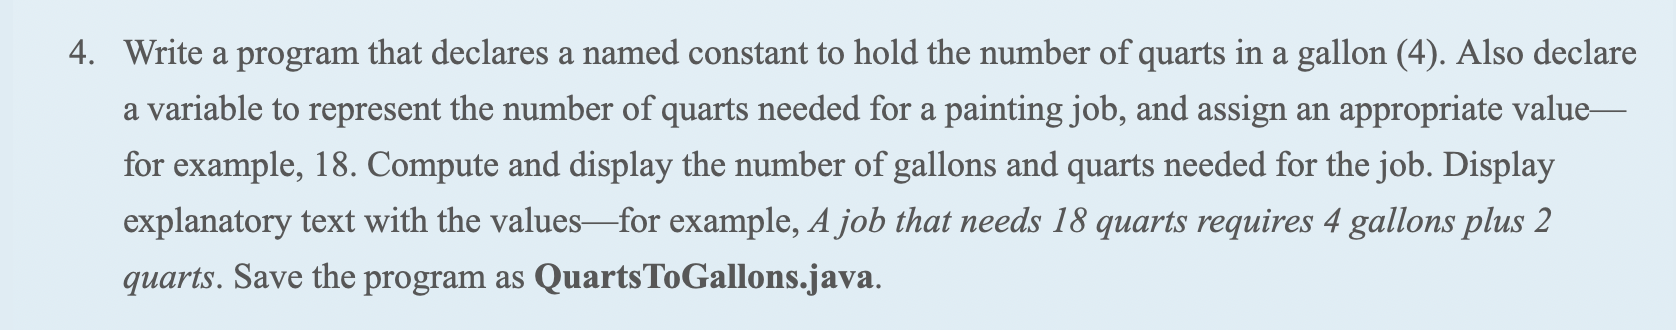 4. Write a program that declares a named constant to hold the number of quarts in a gallon (4). Also declare
a variable to represent the number of quarts needed for a painting job, and assign an appropriate value—
for example, 18. Compute and display the number of gallons and quarts needed for the job. Display
explanatory text with the values—for example, A job that needs 18 quarts requires 4 gallons plus 2
quarts. Save the program as QuartsToGallons.java.